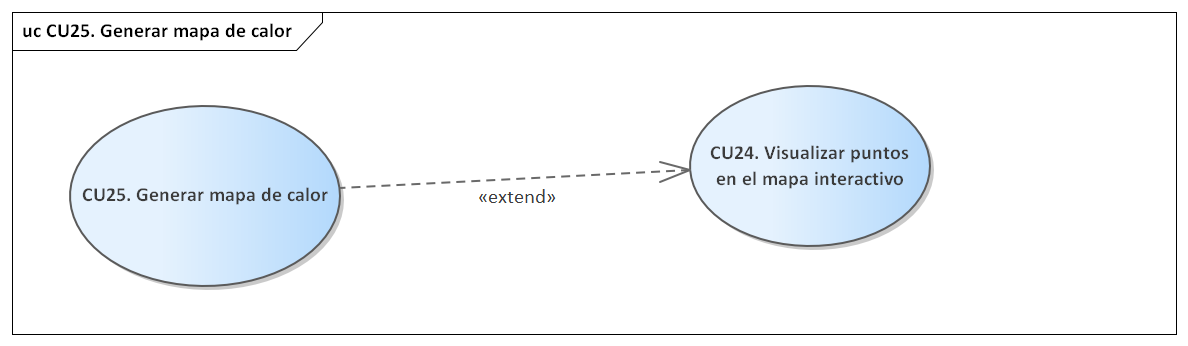 uc CU25. Generar mapa de calor
CU25. Generar mapa de calor
«extend»
CU24. Visualizar puntos
en el mapa interactivo